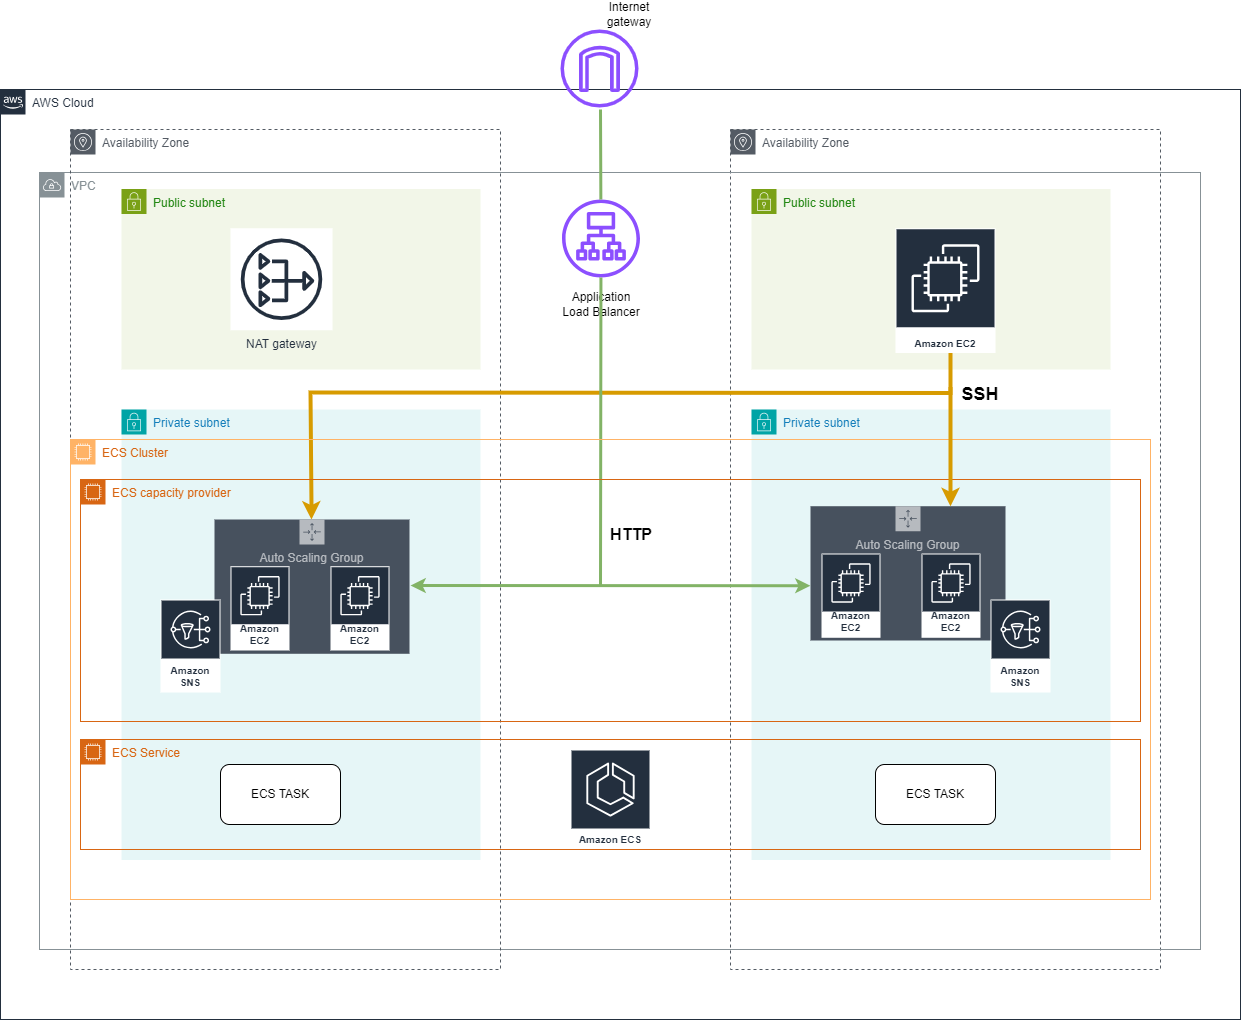 Internet
gateway
aws
AWS Cloud
Availability Zone
Availability Zone
VPC
Public subnet
Public subnet
NAT gateway
Application
Load Balancer
Amazon EC2
SSH
Private subnet
Private subnet
ECS Cluster
ECS capacity provider
HTTP
Auto Scaling Group
Amazon
EC2
Amazon
EC2
Amazon
SNS
Auto Scaling Group
Amazon
EC2
Amazon
EC2
Amazon
SNS
ECS Service
ECS TASK
Amazon ECS
ECS TASK